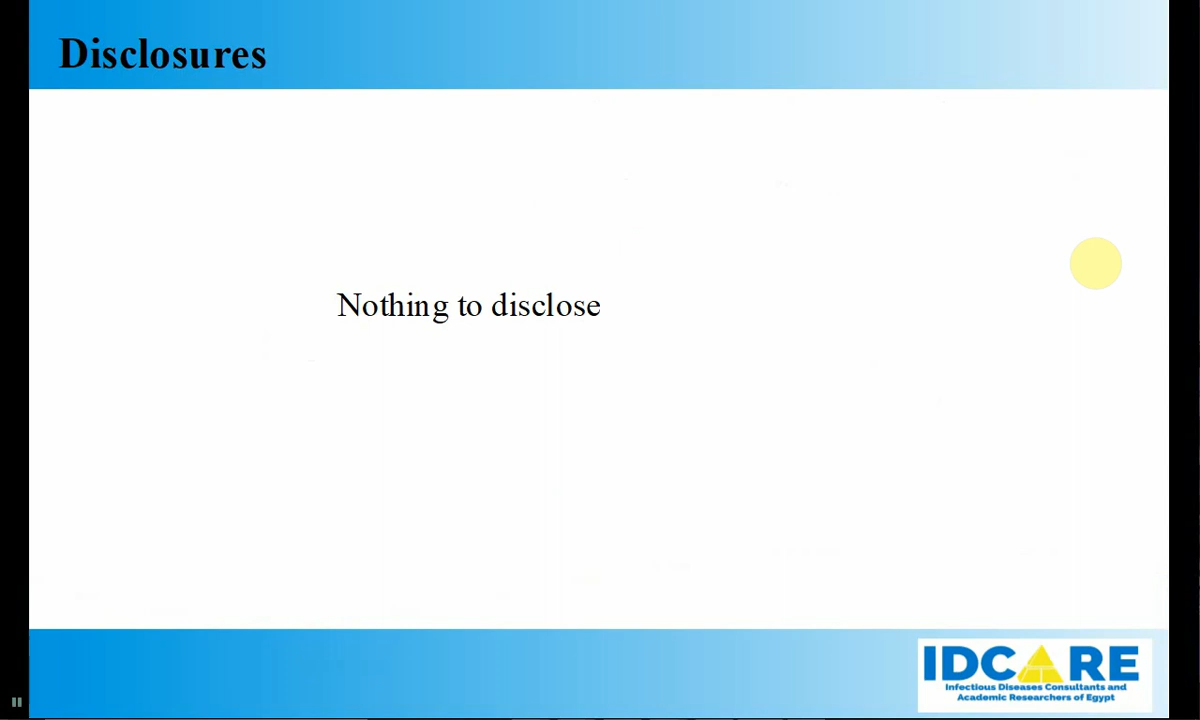 Disclosures
Nothing to disclose
IDCARE
Infectious Diseases Consultants and
Academic Researchers of Egypt